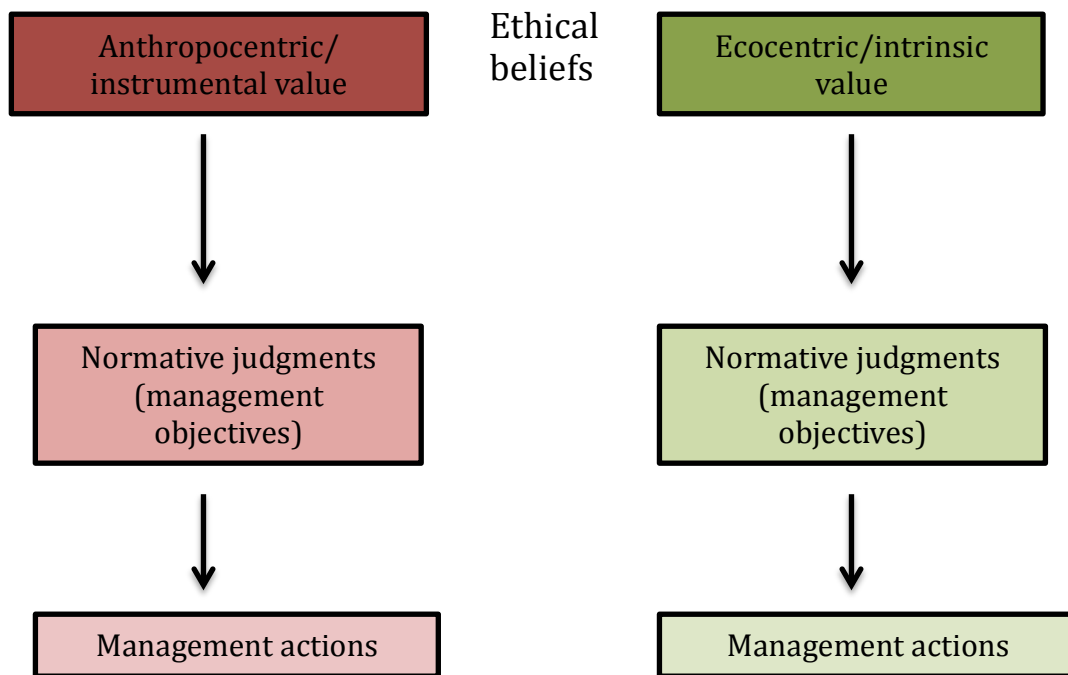 Anthropocentric/
instrumental value
Ethical
beliefs
Ecocentric/intrinsic
value
Normative judgments
(management
objectives)
Normative judgments
(management
objectives)
Management actions
Management actions